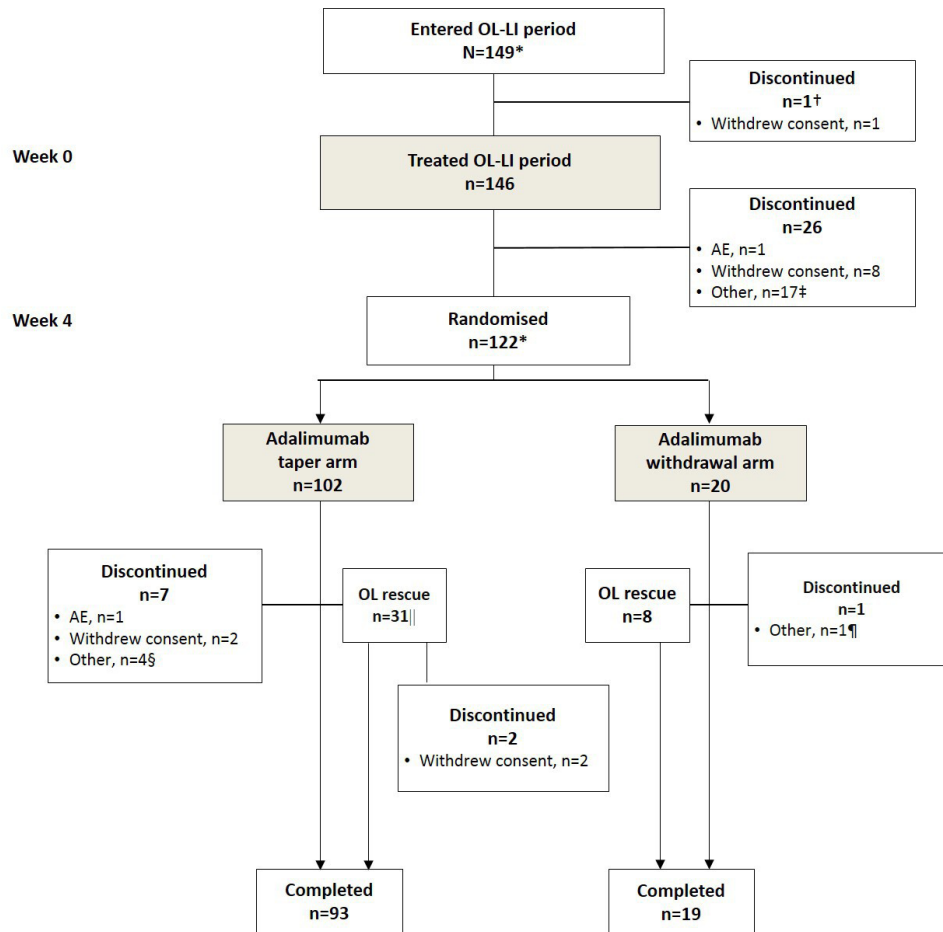 Entered OL-LI period
N=149*
Discontinued
n=1†
• Withdrew consent, n=1
Week 0
Treated OL-LI period
n=146
Discontinued
n=26
• AE, n=1
• Withdrew consent, n=8
• Other, n=17‡
Week 4
Randomised
n=122*
Adalimumab
taper arm
n=102
Adalimumab
withdrawal arm
n=20
Discontinued
n=7
• AE, n=1
• Withdrew consent, n=2
• Other, n=4§
OL rescue
n=31||
OL rescue
n=8
Discontinued
n=1
• Other, n=1¶
Discontinued
n=2
• Withdrew consent, n=2
Completed
n=93
Completed
n=19